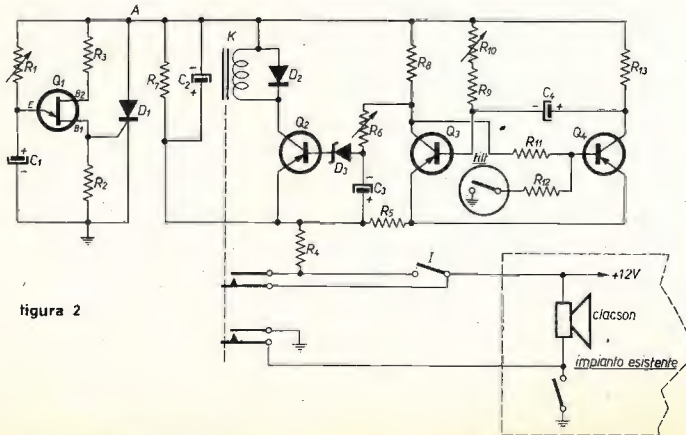 A
K
R1
R3
Q1
B2
E
B1
D1
C1
R2
R7
C2
D2
Q2
R6
D3
C3
R5
R4
R8
Q3
R10
R9
C4
R11
tilt
R12
Q4
R13
I
+12V
clacson
impianto esistente
figura 2